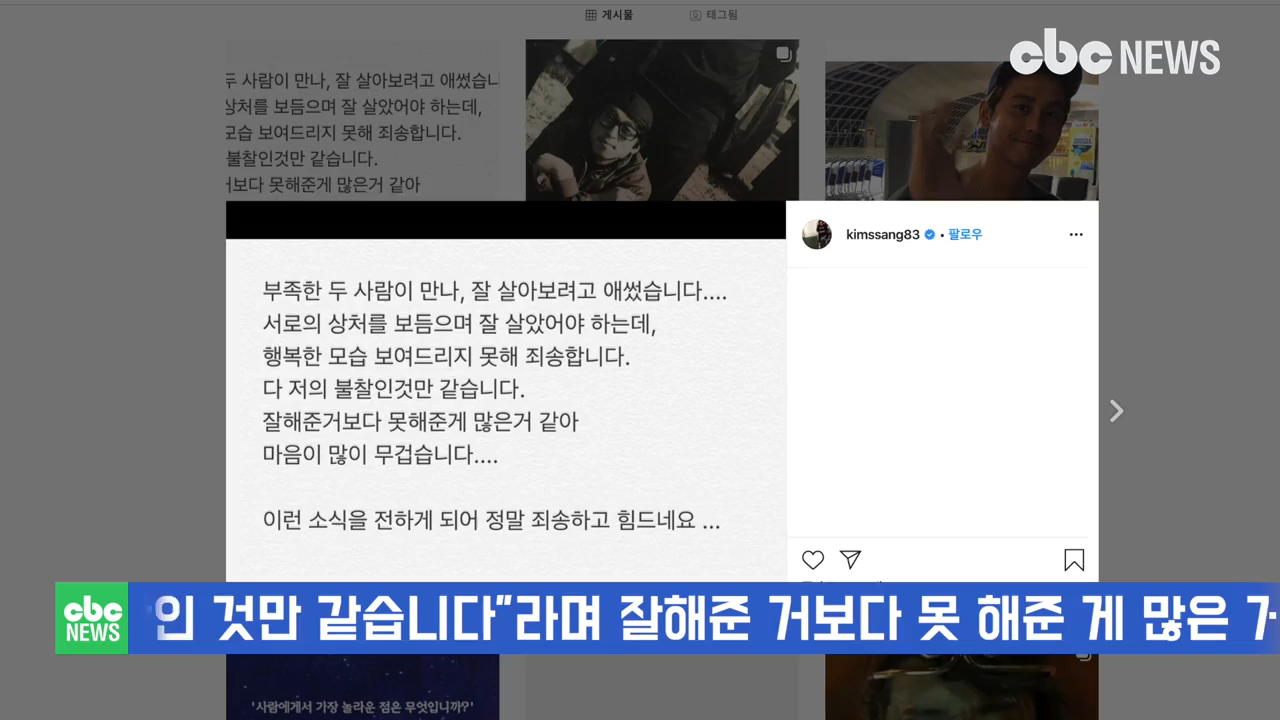 게시물
태그됨
cbc NEWS
두 사람이 만나, 잘 살아보려고 애썼습니
상처를 보듬으며 잘 살았어야 하는데,
모습 보여드리지 못해 죄송합니다.
불찰인것만 같습니다.
거보다 못해준게 많은거 같아
kimssang83 • 팔로우
부족한 두 사람이 만나, 잘 살아보려고 애썼습니다....
서로의 상처를 보듬으며 잘 살았어야 하는데,
행복한 모습 보여드리지 못해 죄송합니다.
다 저의 불찰인것만 같습니다.
잘해준거보다 못해준게 많은거 같아
마음이 많이 무겁습니다....
이런 소식을 전하게 되어 정말 죄송하고 힘드네요 ...
cbc NEWS
인 것만 같습니다”라며 잘해준 거보다 못 해준 게 많은 거
'사람에게서 가장 놀라운 점은 무엇입니까?'